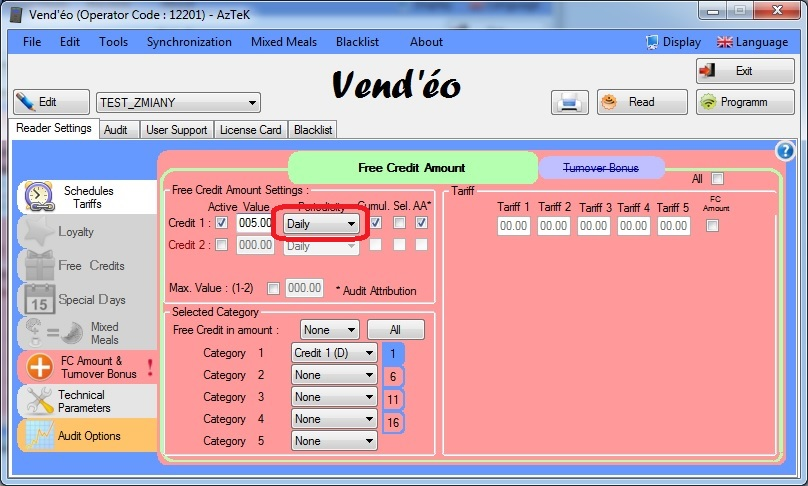 Vend'éo (Operator Code : 12201) - AzTeK
File Edit Tools Synchronization Mixed Meals Blacklist About Display Language
Vend'éo
Exit
Edit TEST_ZMIANY Read Programm
Reader Settings Audit User Support License Card Blacklist
?
Free Credit Amount Turnover Bonus
All
Schedules
Tariffs
Loyalty
Free Credits
15 Special Days
Mixed
Meals
FC Amount &
Turnover Bonus !
Technical
Parameters
Audit Options
Free Credit Amount Settings :
Active Value Periodicity Cumul. Sel. AA*
Credit 1 : 005.00 Daily
Credit 2 : 000.00 Daily
Max. Value : (1-2) 000.00 * Audit Attribution
Selected Category
Free Credit in amount : None All
Category 1 Credit 1 (D) 1
Category 2 None 6
Category 3 None 11
Category 4 None 16
Category 5 None
Tariff
Tariff 1 Tariff 2 Tariff 3 Tariff 4 Tariff 5 FC
Amount
00.00 00.00 00.00 00.00 00.00